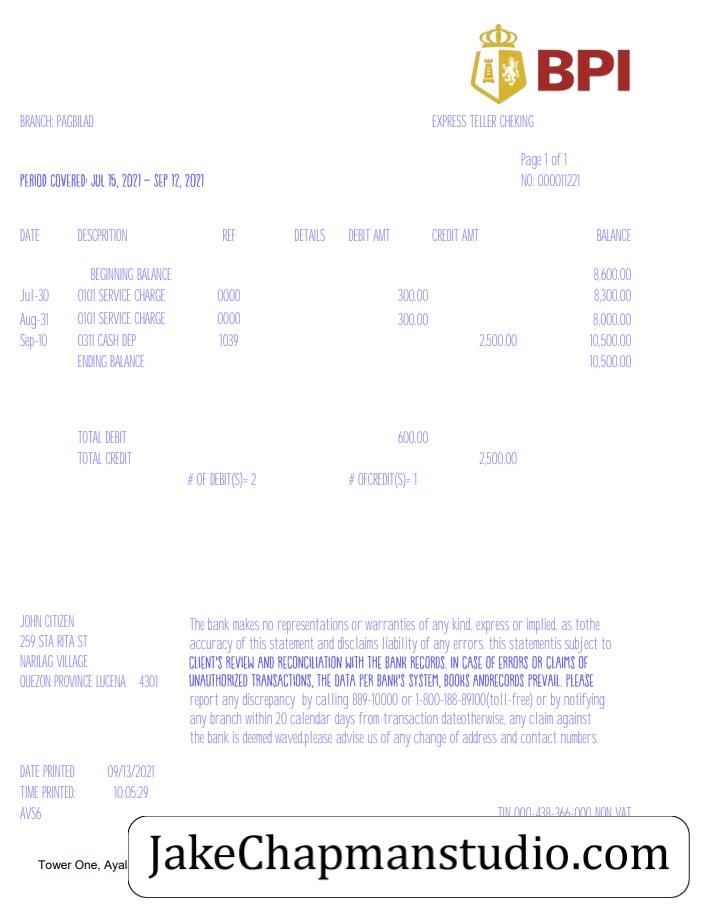 BPI
BRANCH: PAGBILAD EXPRESS TELLER CHEKING
Page 1 of 1
PERIOD COVERED: JUL 15, 2021 – SEP 12, 2021 NO: 000011221
DATE DESCPRITION REF DETAILS DEBIT AMT CREDIT AMT BALANCE
BEGINNING BALANCE 8,600.00
Jul-30 0101 SERVICE CHARGE 0000 300.00 8,300.00
Aug-31 0101 SERVICE CHARGE 0000 300.00 8,000.00
Sep-10 0311 CASH DEP 1039 2,500.00 10,500.00
ENDING BALANCE 10,500.00
TOTAL DEBIT 600.00
TOTAL CREDIT 2,500.00
# OF DEBIT(S)= 2 # OFCREDIT(S)= 1
JOHN CITIZEN
259 STA RITA ST
NARILAG VILLAGE
QUEZON PROVINCE LUCENA 4301
The bank makes no representations or warranties of any kind, express or implied, as tothe
accuracy of this statement and disclaims liability of any errors. this statementis subject to
CLIENT'S REVIEW AND RECONCILIATION WITH THE BANK RECORDS. IN CASE OF ERRORS OR CLAIMS OF
UNAUTHORIZED TRANSACTIONS, THE DATA PER BANK'S SYSTEM, BOOKS ANDRECORDS PREVAIL. PLEASE
report any discrepancy by calling 889-10000 or 1-800-188-89100(toll-free) or by notifying
any branch within 20 calendar days from transaction dateotherwise, any claim against
the bank is deemed waved.please advise us of any change of address and contact numbers.
DATE PRINTED 09/13/2021
TIME PRINTED: 10:05:29
AVS6 TIN 000-438-366-000 NON VAT
Tower One, Ayal
JakeChapmanstudio.com